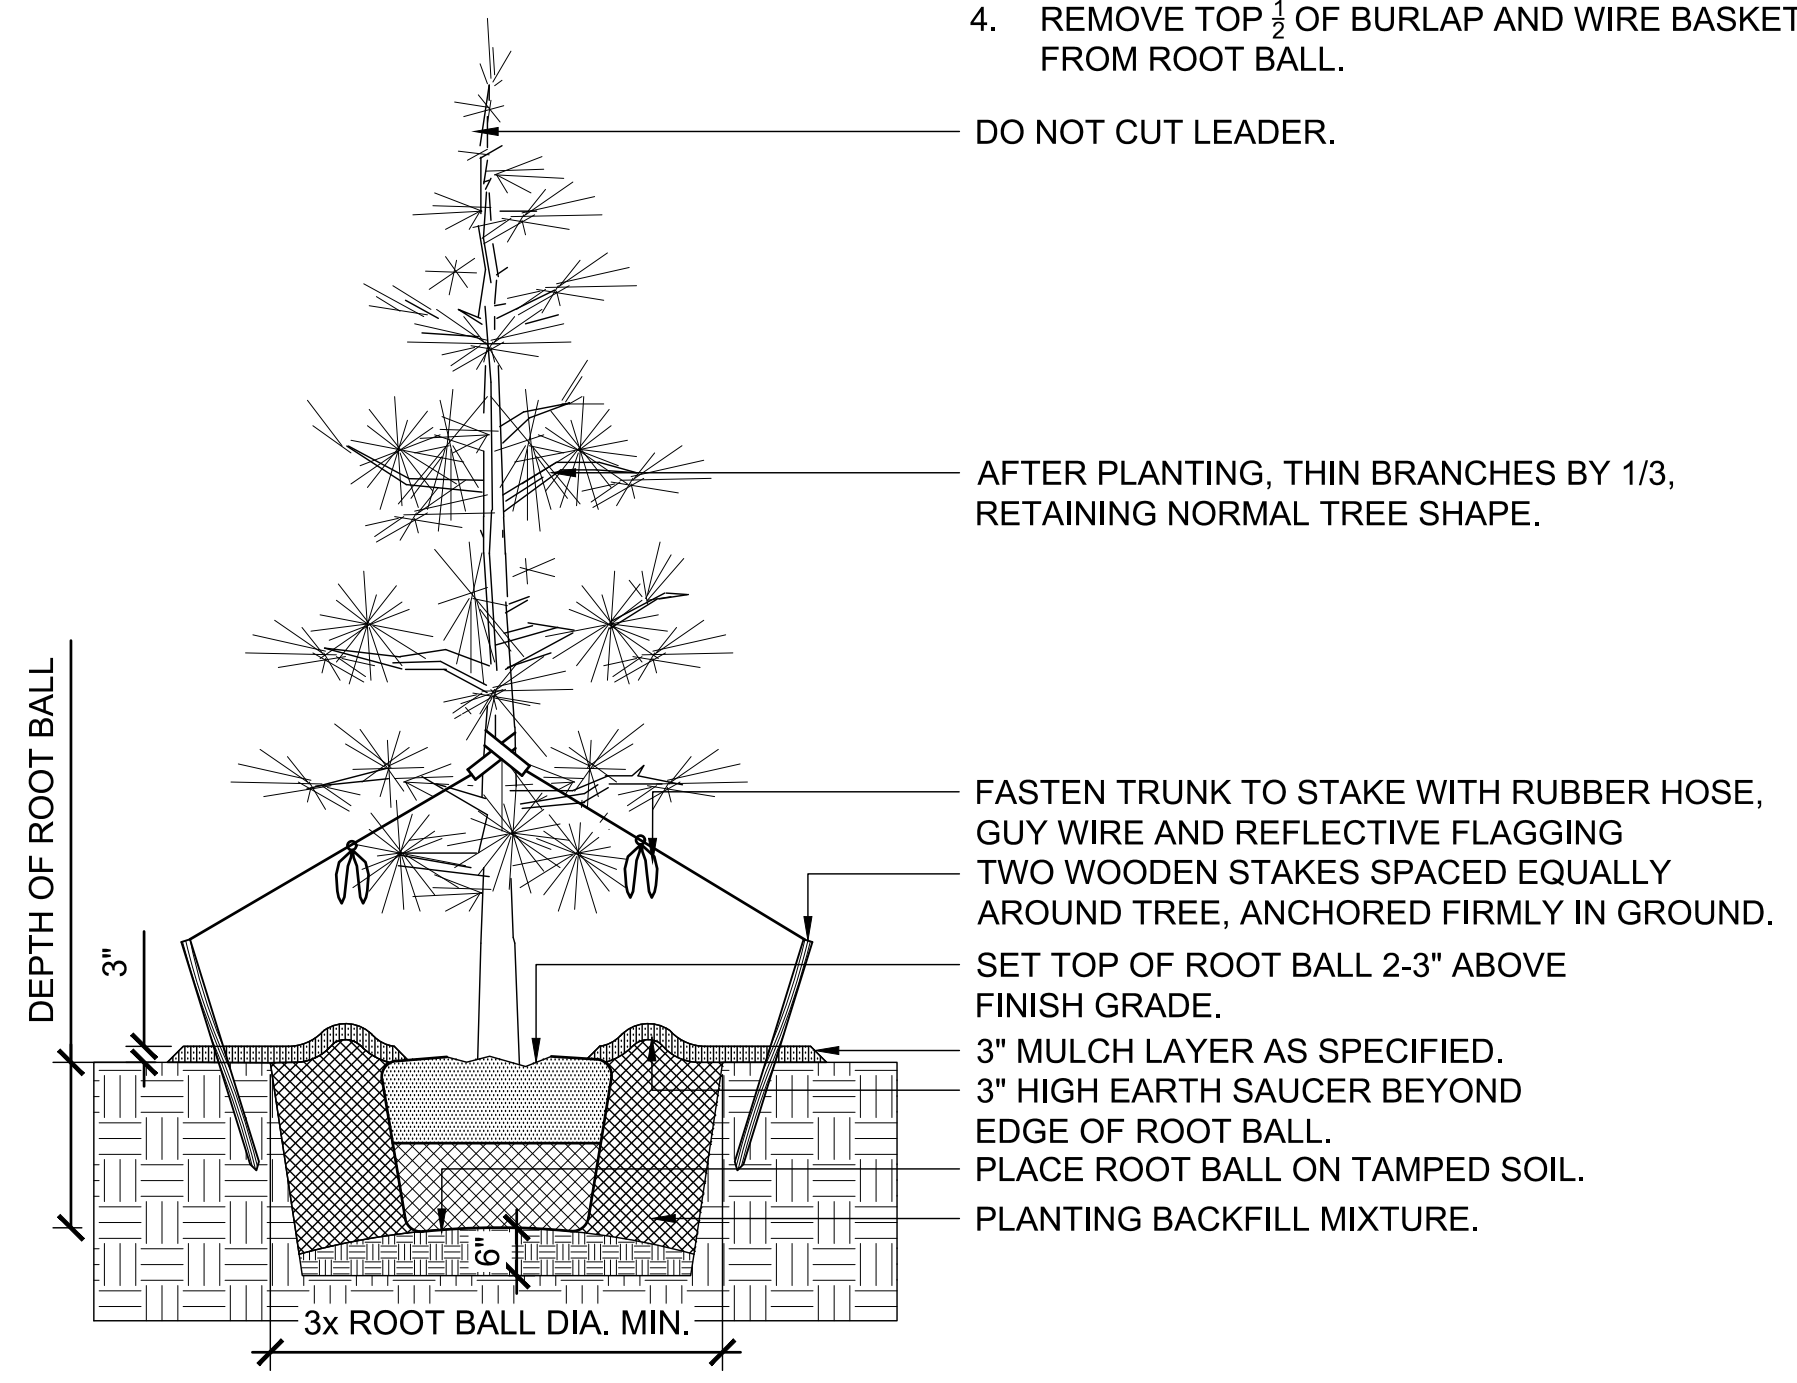 4. REMOVE TOP 1/2 OF BURLAP AND WIRE BASKET
FROM ROOT BALL.
DO NOT CUT LEADER.
AFTER PLANTING, THIN BRANCHES BY 1/3,
RETAINING NORMAL TREE SHAPE.
FASTEN TRUNK TO STAKE WITH RUBBER HOSE,
GUY WIRE AND REFLECTIVE FLAGGING
TWO WOODEN STAKES SPACED EQUALLY
AROUND TREE, ANCHORED FIRMLY IN GROUND.
SET TOP OF ROOT BALL 2-3" ABOVE
FINISH GRADE.
3" MULCH LAYER AS SPECIFIED.
3" HIGH EARTH SAUCER BEYOND
EDGE OF ROOT BALL.
PLACE ROOT BALL ON TAMPED SOIL.
PLANTING BACKFILL MIXTURE.
DEPTH OF ROOT BALL
3"
6"
3x ROOT BALL DIA. MIN.